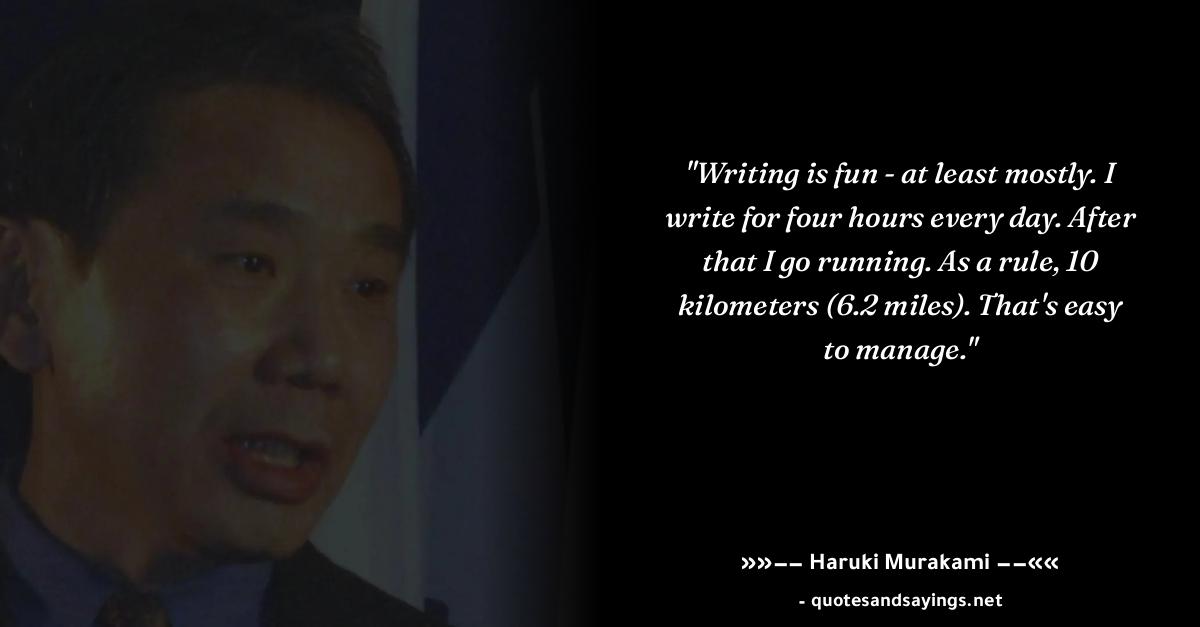 "Writing is fun - at least mostly. I
write for four hours every day. After
that I go running. As a rule, 10
kilometers (6.2 miles). That's easy
to manage."
»»–– Haruki Murakami ––««
- quotesandsayings.net